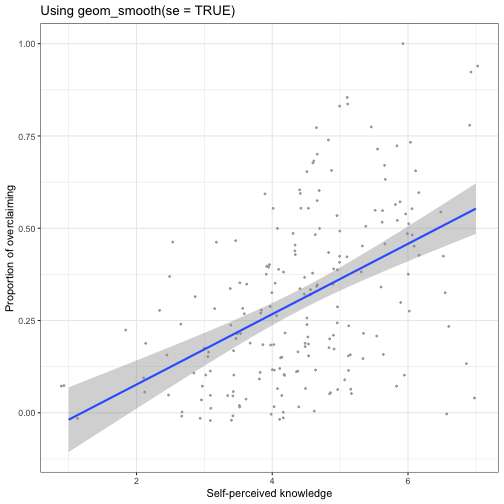 Using geom_smooth(se = TRUE)
1.00
0.75
0.50
0.25
0.00
Proportion of overclaiming
2 4 6
Self-perceived knowledge